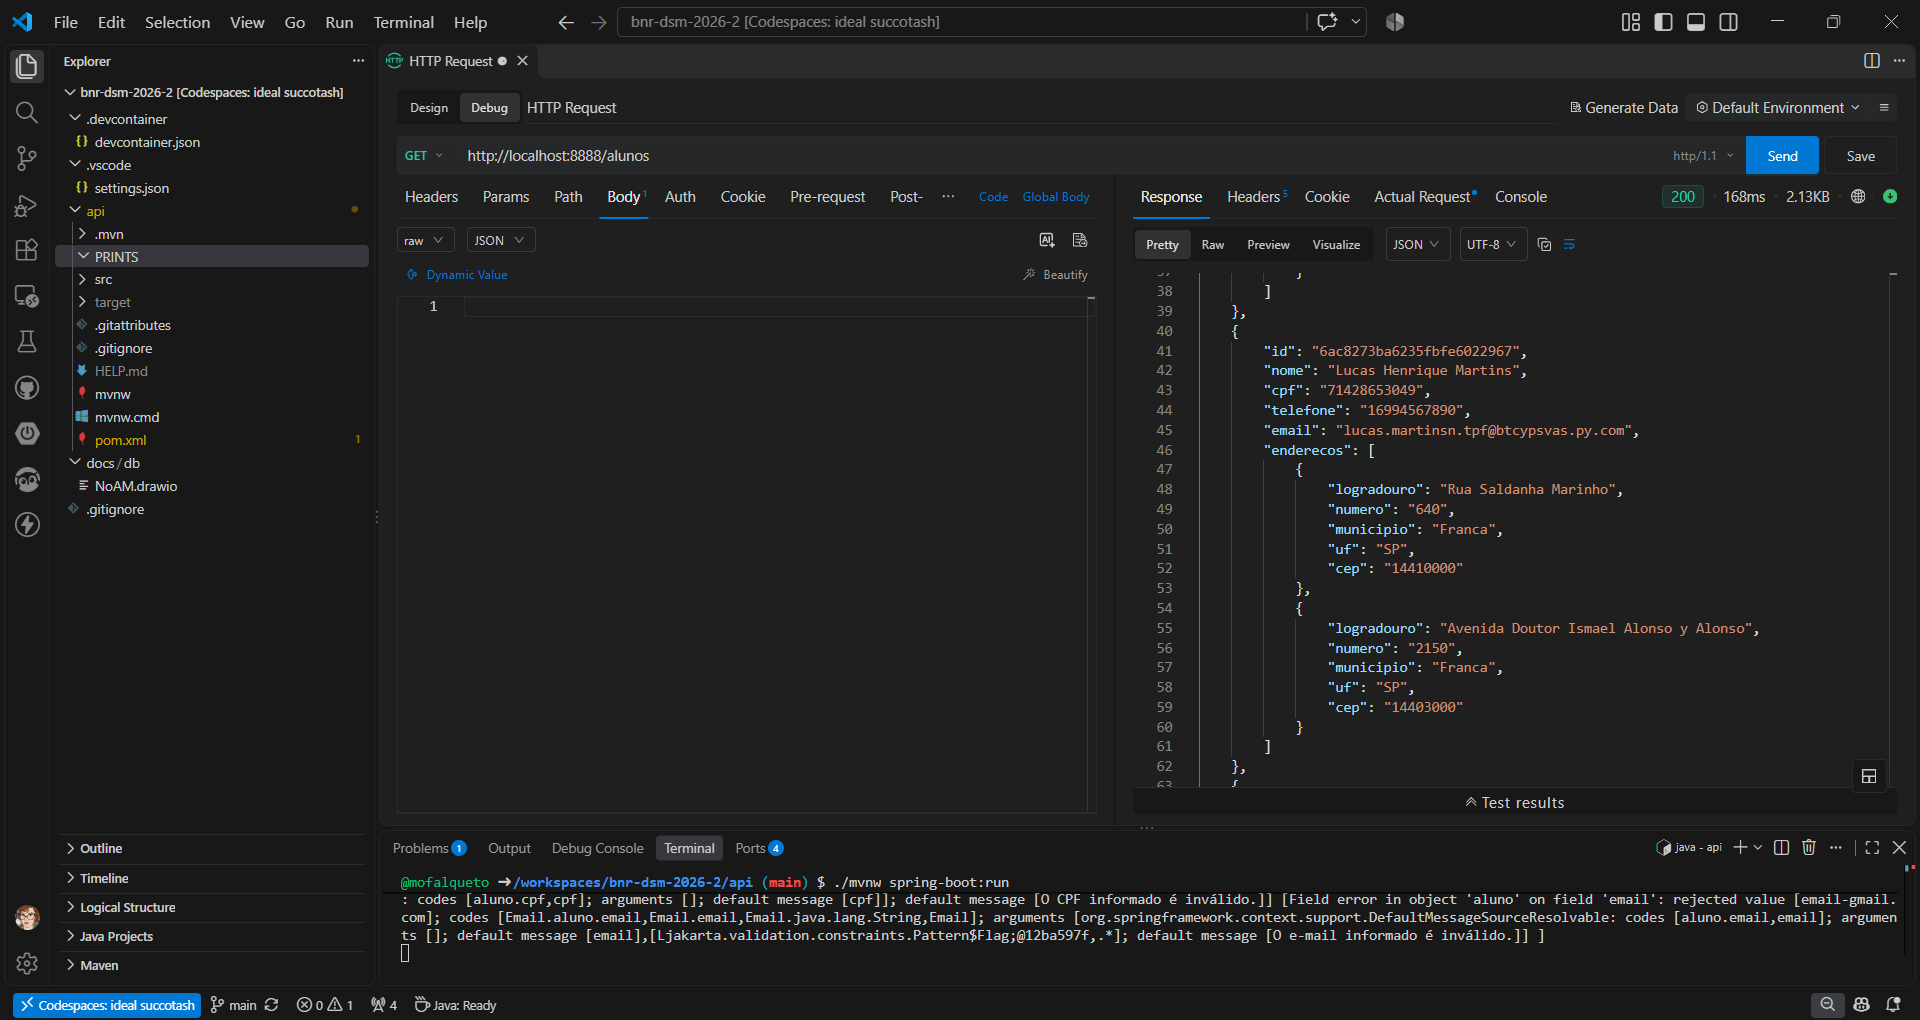 File Edit Selection View Go Run Terminal Help
bnr-dsm-2026-2 [Codespaces: ideal succotash]
Explorer
bnr-dsm-2026-2 [Codespaces: ideal succotash]
.devcontainer
devcontainer.json
.vscode
settings.json
api
.mvn
PRINTS
src
target
.gitattributes
.gitignore
HELP.md
mvnw
mvnw.cmd
pom.xml 1
docs / db
NoAM.drawio
.gitignore
Outline
Timeline
Logical Structure
Java Projects
Maven
HTTP HTTP Request
Design Debug HTTP Request
Generate Data Default Environment
GET http://localhost:8888/alunos http/1.1 Send Save
Headers Params Path Body 1 Auth Cookie Pre-request Post- Code Global Body
raw JSON
Dynamic Value Beautify
1
Response Headers 5 Cookie Actual Request Console 200 168ms 2.13KB
Pretty Raw Preview Visualize JSON UTF-8
37 }
38 ]
39 },
40 {
41 "id": "6ac8273ba6235fbfe6022967",
42 "nome": "Lucas Henrique Martins",
43 "cpf": "71428653049",
44 "telefone": "16994567890",
45 "email": "lucas.martinsn.tpf@btcypsvas.py.com",
46 "enderecos": [
47 {
48 "logradouro": "Rua Saldanha Marinho",
49 "numero": "640",
50 "municipio": "Franca",
51 "uf": "SP",
52 "cep": "14410000"
53 },
54 {
55 "logradouro": "Avenida Doutor Ismael Alonso y Alonso",
56 "numero": "2150",
57 "municipio": "Franca",
58 "uf": "SP",
59 "cep": "14403000"
60 }
61 ]
62 },
63 {
Test results
Problems 1 Output Debug Console Terminal Ports 4
java - api
@mofalqueto ➜/workspaces/bnr-dsm-2026-2/api (main) $ ./mvnw spring-boot:run
: codes [aluno.cpf,cpf]; arguments []; default message [cpf]]; default message [O CPF informado é inválido.]] [Field error in object 'aluno' on field 'email': rejected value [email-gmail.
com]; codes [Email.aluno.email,Email.email,Email.java.lang.String,Email]; arguments [org.springframework.context.support.DefaultMessageSourceResolvable: codes [aluno.email,email]; argumen
ts []; default message [email],[Ljakarta.validation.constraints.Pattern$Flag;@12ba597f,.*]; default message [O e-mail informado é inválido.]] ]
Codespaces: ideal succotash main 0 1 4 Java: Ready